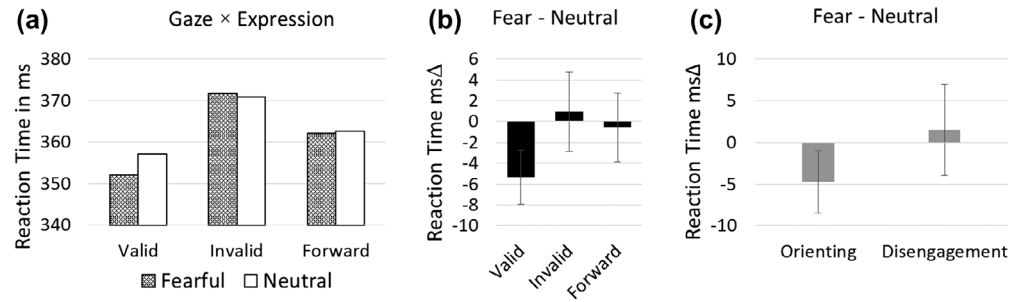 (a) Gaze × Expression
Reaction Time in ms
380
370
360
350
340
Valid Invalid Forward
Fearful Neutral
(b) Fear - Neutral
Reaction Time msΔ
6
4
2
0
-2
-4
-6
-8
-10
Valid
Invalid
Forward
(c) Fear - Neutral
Reaction Time msΔ
10
5
0
-5
-10
Orienting Disengagement